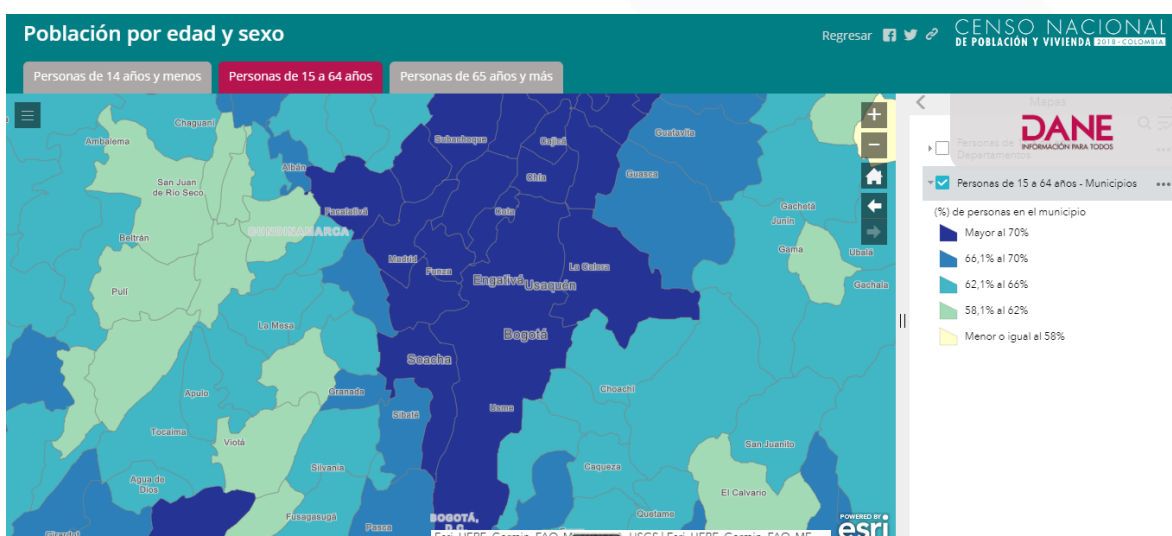 Población por edad y sexo
Regresar
CENSO NACIONAL
DE POBLACIÓN Y VIVIENDA 2018 - COLOMBIA
Personas de 14 años y menos
Personas de 15 a 64 años
Personas de 65 años y más
Mapas
DANE
INFORMACIÓN PARA TODOS
Personas de
Departamentos
Personas de 15 a 64 años - Municipios
(%) de personas en el municipio
Mayor al 70%
66,1% al 70%
62,1% al 66%
58,1% al 62%
Menor o igual al 58%
Chaguaní
Subachoque
Cajicá
Guatavita
Ambalema
Albán
Chía
Guasca
San Juan
de Rio Seco
Facatativá
Cota
Gachetá
Junín
CUNDINAMARCA
Beltrán
Madrid
Funza
La Calera
Gama
Ubalá
Engativá
Usaquén
Gachala
Pulí
La Mesa
Bogotá
Soacha
Apulo
Granada
Choachí
Sibaté
Usme
Tocaima
Viotá
San Juanito
Silvania
Caqueza
Agua de
Dios
El Calvario
Fusagasugá
Pasca
BOGOTÁ,
D.C.
Quetame
Girardot
POWERED BY
esri